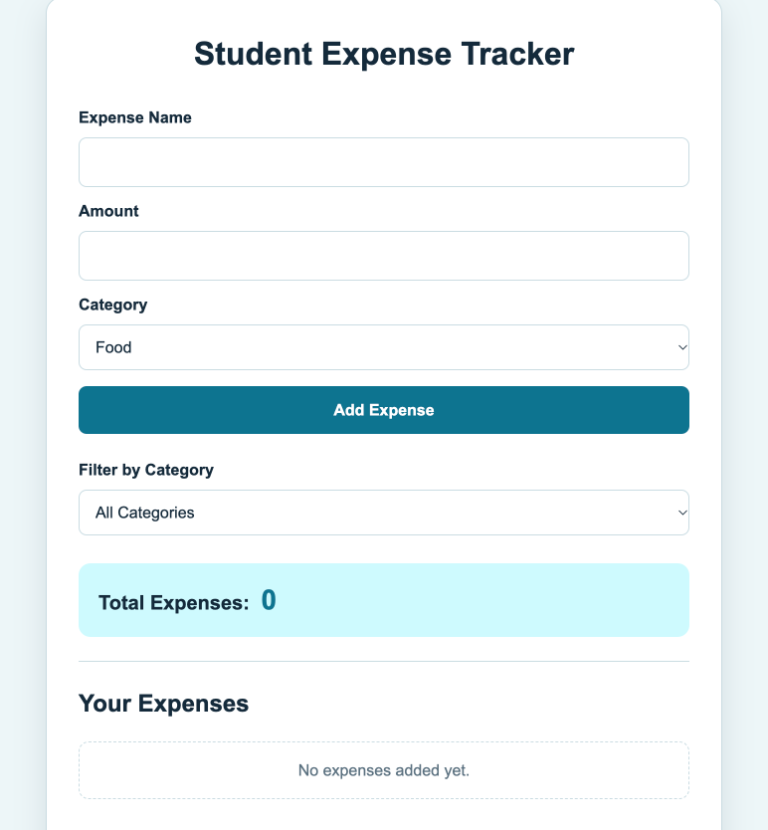 Student Expense Tracker
Expense Name
Amount
Category
Food
Add Expense
Filter by Category
All Categories
Total Expenses: 0
Your Expenses
No expenses added yet.